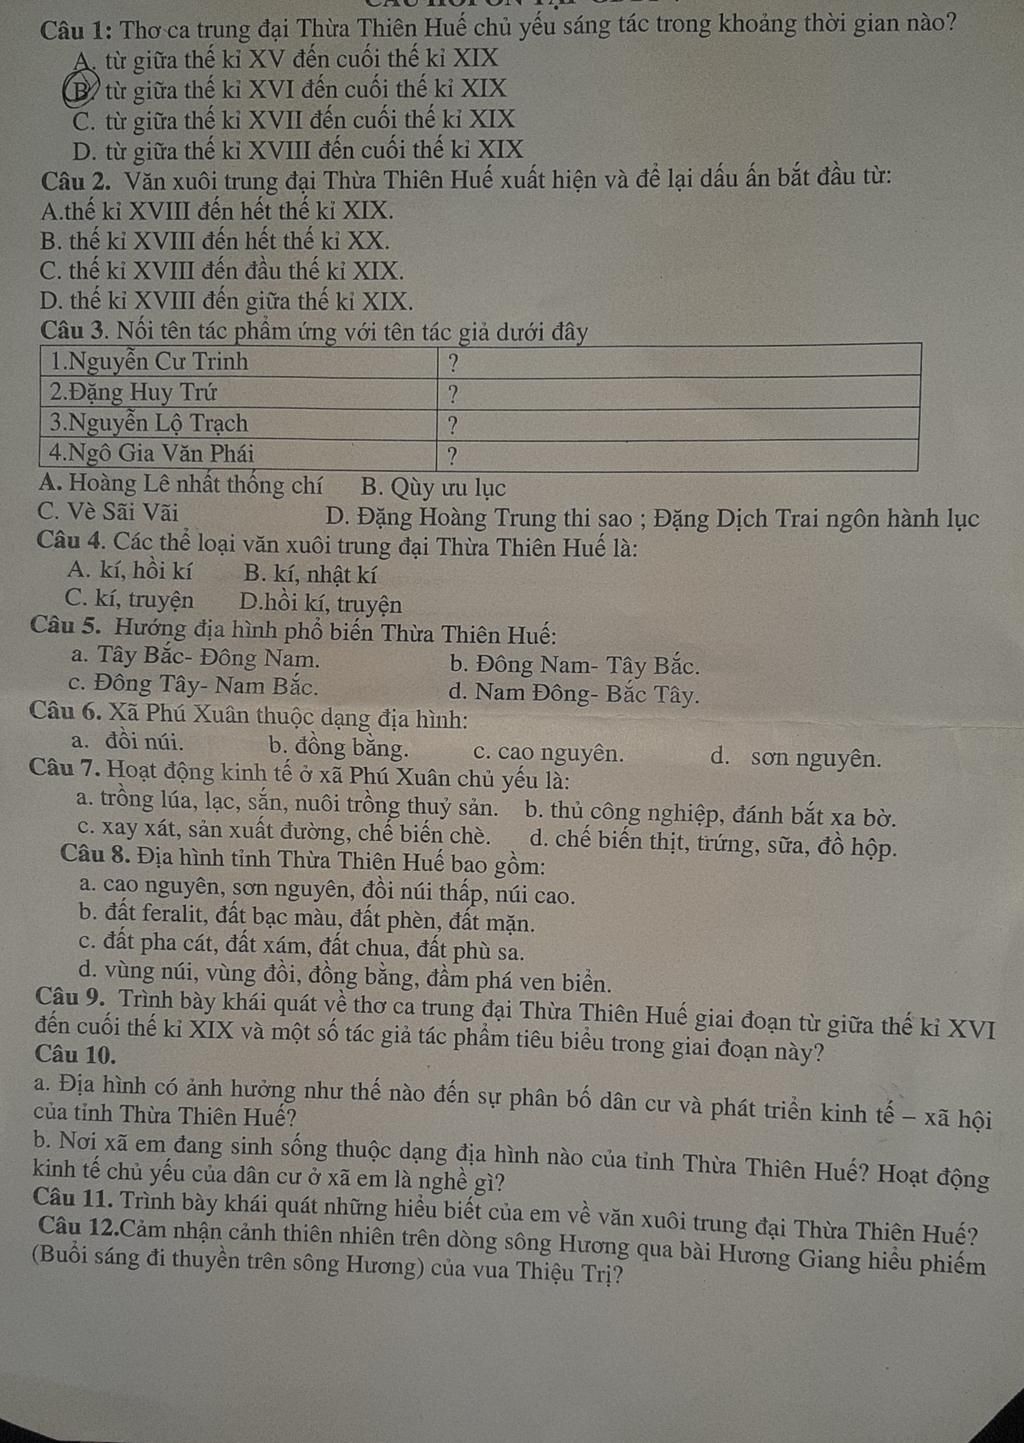 Câu 1: Thơ ca trung đại Thừa Thiên Huế chủ yếu sáng tác trong khoảng thời gian nào?
A. từ giữa thế kỉ XV đến cuối thế kỉ XIX
B. từ giữa thế kỉ XVI đến cuối thế kỉ XIX
C. từ giữa thế kỉ XVII đến cuối thế kỉ XIX
D. từ giữa thế kỉ XVIII đến cuối thế kỉ XIX
Câu 2. Văn xuôi trung đại Thừa Thiên Huế xuất hiện và để lại dấu ấn bắt đầu từ:
A.thế kỉ XVIII đến hết thế kỉ XIX.
B. thế kỉ XVIII đến hết thế kỉ XX.
C. thế kỉ XVIII đến đầu thế kỉ XIX.
D. thế kỉ XVIII đến giữa thế kỉ XIX.
Câu 3. Nối tên tác phẩm ứng với tên tác giả dưới đây
1.Nguyễn Cư Trinh ?
2.Đặng Huy Trứ ?
3.Nguyễn Lộ Trạch ?
4.Ngô Gia Văn Phái ?
A. Hoàng Lê nhất thống chí B. Qùy ưu lục
C. Vè Sãi Vãi D. Đặng Hoàng Trung thi sao ; Đặng Dịch Trai ngôn hành lục
Câu 4. Các thể loại văn xuôi trung đại Thừa Thiên Huế là:
A. kí, hồi kí B. kí, nhật kí
C. kí, truyện D.hồi kí, truyện
Câu 5. Hướng địa hình phổ biến Thừa Thiên Huế:
a. Tây Bắc- Đông Nam. b. Đông Nam- Tây Bắc.
c. Đông Tây- Nam Bắc. d. Nam Đông- Bắc Tây.
Câu 6. Xã Phú Xuân thuộc dạng địa hình:
a. đồi núi. b. đồng bằng. c. cao nguyên. d. sơn nguyên.
Câu 7. Hoạt động kinh tế ở xã Phú Xuân chủ yếu là:
a. trồng lúa, lạc, sắn, nuôi trồng thuỷ sản. b. thủ công nghiệp, đánh bắt xa bờ.
c. xay xát, sản xuất đường, chế biến chè. d. chế biến thịt, trứng, sữa, đồ hộp.
Câu 8. Địa hình tỉnh Thừa Thiên Huế bao gồm:
a. cao nguyên, sơn nguyên, đồi núi thấp, núi cao.
b. đất feralit, đất bạc màu, đất phèn, đất mặn.
c. đất pha cát, đất xám, đất chua, đất phù sa.
d. vùng núi, vùng đồi, đồng bằng, đầm phá ven biển.
Câu 9. Trình bày khái quát về thơ ca trung đại Thừa Thiên Huế giai đoạn từ giữa thế kỉ XVI
đến cuối thế kỉ XIX và một số tác giả tác phẩm tiêu biểu trong giai đoạn này?
Câu 10.
a. Địa hình có ảnh hưởng như thế nào đến sự phân bố dân cư và phát triển kinh tế – xã hội
của tỉnh Thừa Thiên Huế?
b. Nơi xã em đang sinh sống thuộc dạng địa hình nào của tỉnh Thừa Thiên Huế? Hoạt động
kinh tế chủ yếu của dân cư ở xã em là nghề gì?
Câu 11. Trình bày khái quát những hiểu biết của em về văn xuôi trung đại Thừa Thiên Huế?
Câu 12.Cảm nhận cảnh thiên nhiên trên dòng sông Hương qua bài Hương Giang hiểu phiếm
(Buổi sáng đi thuyền trên sông Hương) của vua Thiệu Trị?